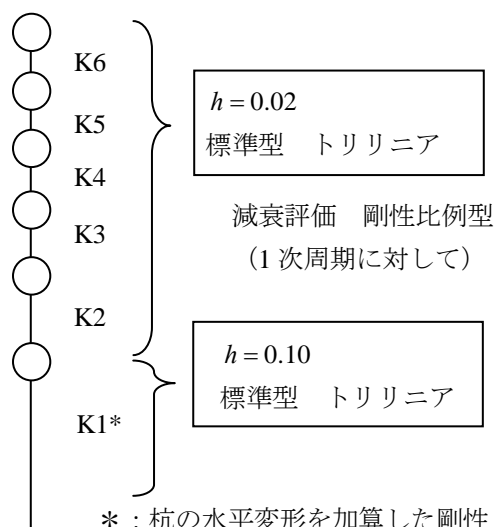 K6
K5
K4
K3
K2
K1*
h = 0.02
標準型 トリリニア
減衰評価 剛性比例型
(1 次周期に対して)
h = 0.10
標準型 トリリニア
*:杭の水平変形を加算した剛性